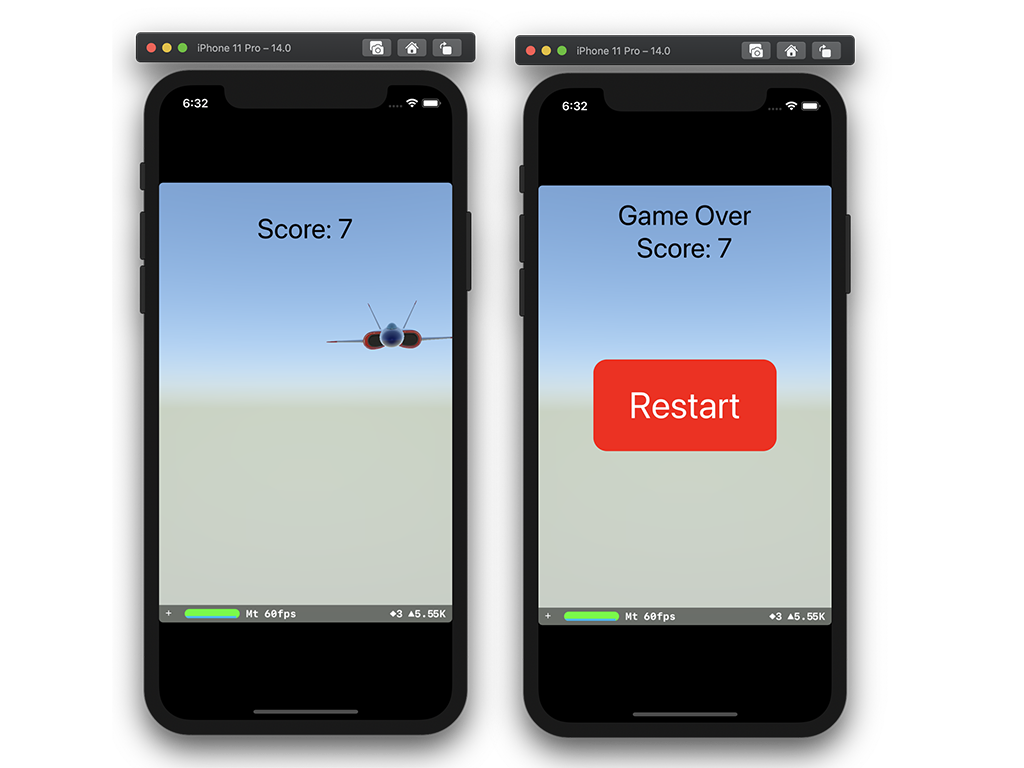 iPhone 11 Pro – 14.0
6:32
Score: 7
+ Mt 60fps ◆3 ▲5.55K
iPhone 11 Pro – 14.0
6:32
Game Over
Score: 7
Restart
+ Mt 60fps ◆3 ▲5.55K